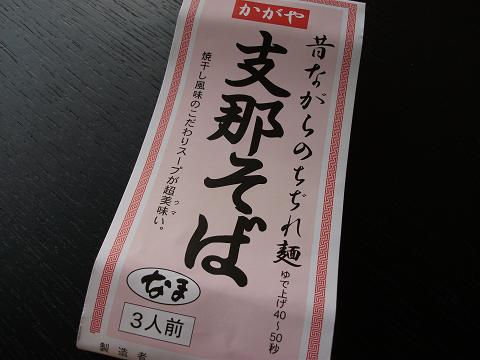 かがや
昔ながらのちぢれ麺
ゆで上げ40〜50秒
支那そば
焼干し風味のこだわりスープが超美味い。
ウマ
なま
3人前
製造者